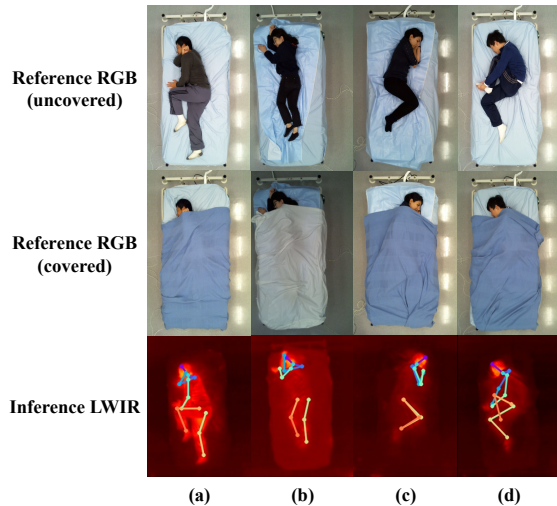 Reference RGB
(uncovered)
Reference RGB
(covered)
Inference LWIR
(a)
(b)
(c)
(d)